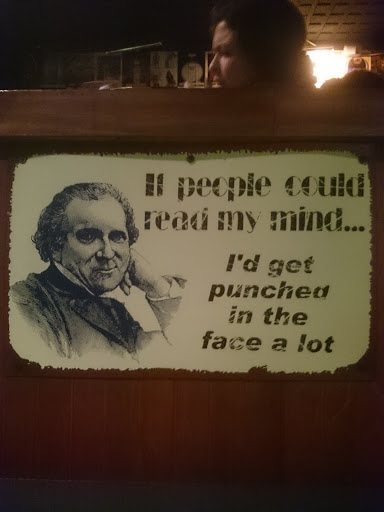 If people could
read my mind...
I'd get
punched
in the
face a lot